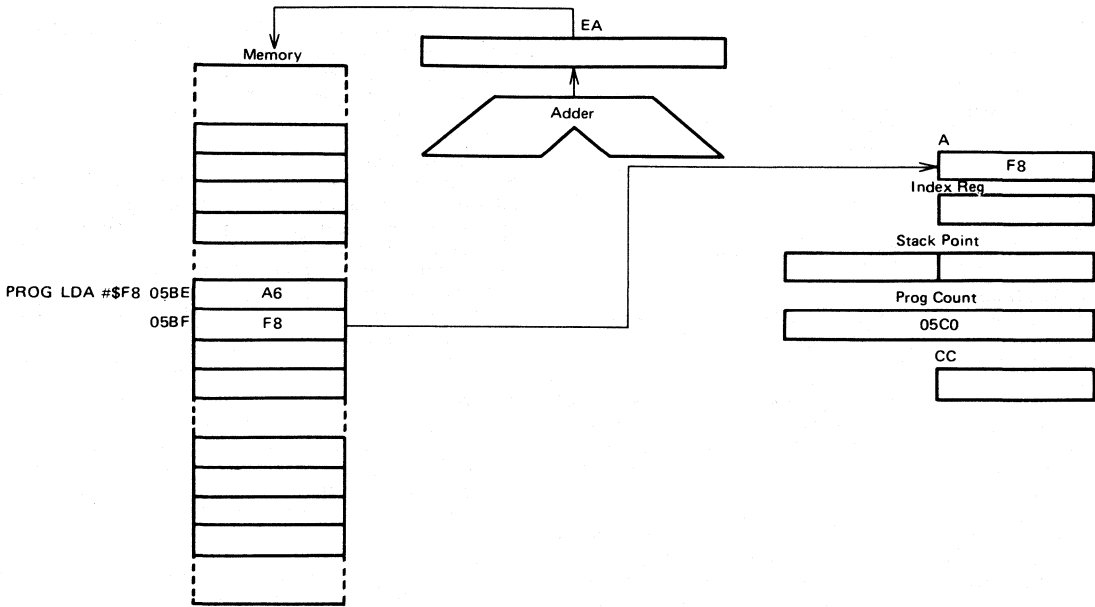 EA
Memory
Adder
A
F8
Index Reg
Stack Point
PROG LDA #$F8 05BE
A6
Prog Count
05BF
F8
05C0
CC